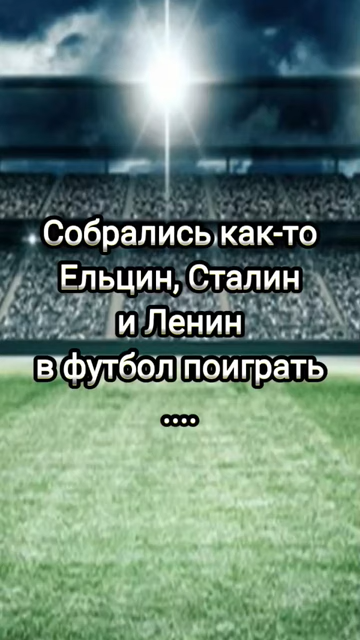 Собрались как-то
Ельцин, Сталин
и Ленин
в футбол поиграть
....